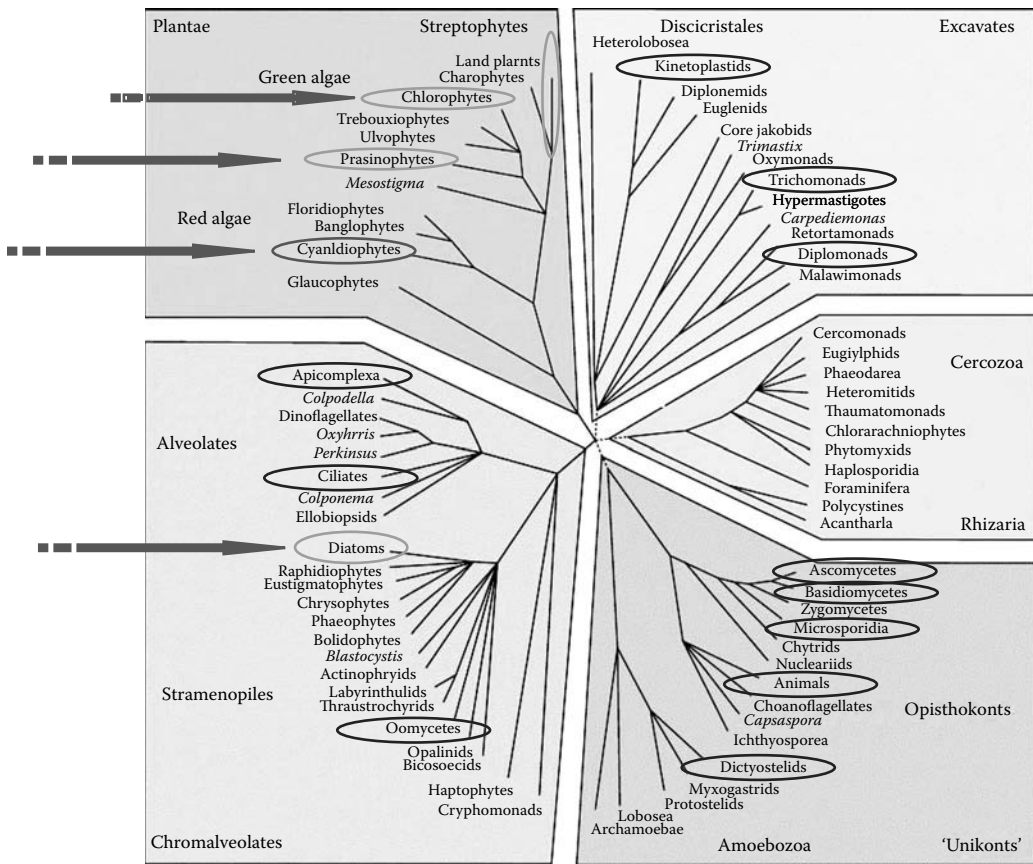 Plantae
Streptophytes
Land plarnts
Charophytes
Green algae
Chlorophytes
Trebouxiophytes
Ulvophytes
Prasinophytes
Mesostigma
Red algae
Floridiophytes
Banglophytes
Cyanldiophytes
Glaucophytes
Discicristales
Excavates
Heterolobosea
Kinetoplastids
Diplonemids
Euglenids
Core jakobids
Trimastix
Oxymonads
Trichomonads
Hypermastigotes
Carpediemonas
Retortamonads
Diplomonads
Malawimonads
Cercomonads
Eugiylphids
Phaeodarea
Heteromitids
Thaumatomonads
Chlorarachniophytes
Phytomyxids
Haplosporidia
Foraminifera
Polycystines
Acantharla
Cercozoa
Rhizaria
Apicomplexa
Colpodella
Dinoflagellates
Oxyhrris
Perkinsus
Ciliates
Colponema
Ellobiopsids
Alveolates
Diatoms
Raphidiophytes
Eustigmatophytes
Chrysophytes
Phaeophytes
Bolidophytes
Blastocystis
Actinophryids
Labyrinthulids
Thraustrochyrids
Oomycetes
Opalinids
Bicosoecids
Haptophytes
Cryphomonads
Stramenopiles
Chromalveolates
Ascomycetes
Basidiomycetes
Zygomycetes
Microsporidia
Chytrids
Nucleariids
Animals
Choanoflagellates
Capsaspora
Ichthyosporea
Opisthokonts
Dictyostelids
Myxogastrids
Protostelids
Lobosea
Archamoebae
Amoebozoa
'Unikonts'